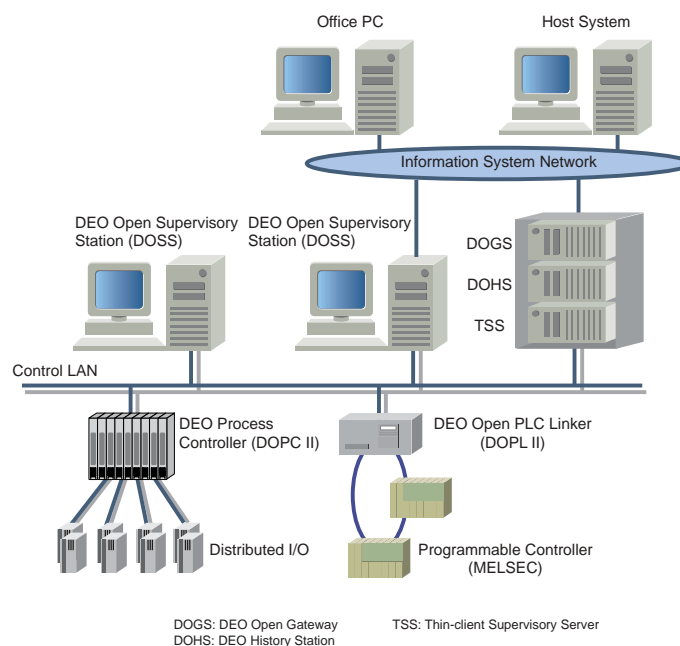 Office PC
Host System
Information System Network
DEO Open Supervisory
Station (DOSS)
DEO Open Supervisory
Station (DOSS)
DOGS
DOHS
TSS
Control LAN
DEO Process
Controller (DOPC II)
DEO Open PLC Linker
(DOPL II)
Distributed I/O
Programmable Controller
(MELSEC)
DOGS: DEO Open Gateway
DOHS: DEO History Station
TSS: Thin-client Supervisory Server